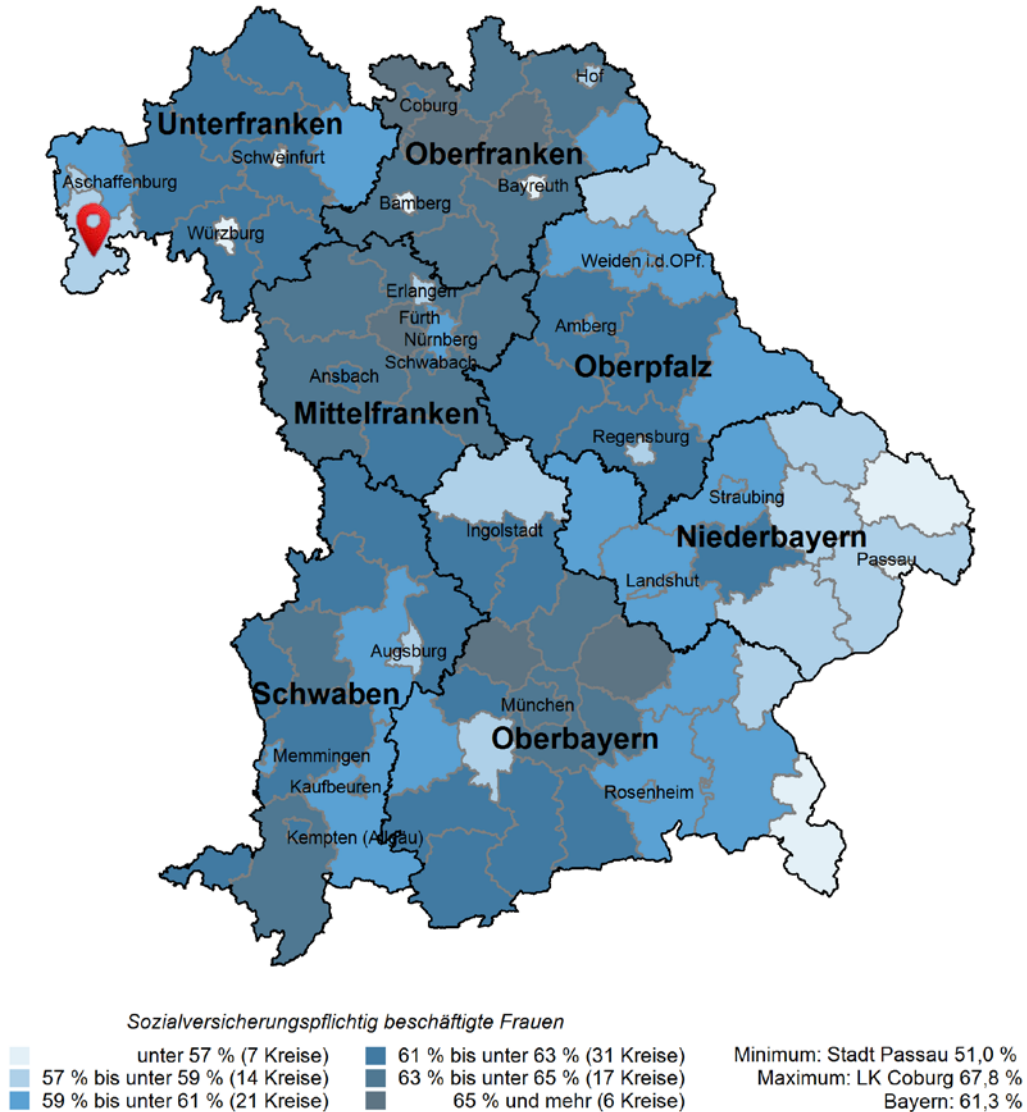 Hof
Coburg
Unterfranken
Schweinfurt
Oberfranken
Aschaffenburg
Bayreuth
Bamberg
Würzburg
Weiden i.d.OPf.
Erlangen
Fürth
Amberg
Nürnberg
Schwabach
Oberpfalz
Ansbach
Mittelfranken
Regensburg
Straubing
Ingolstadt
Niederbayern
Passau
Landshut
Augsburg
Schwaben
München
Oberbayern
Memmingen
Kaufbeuren
Rosenheim
Kempten (Allgäu)
Sozialversicherungspflichtig beschäftigte Frauen
unter 57 % (7 Kreise)
57 % bis unter 59 % (14 Kreise)
59 % bis unter 61 % (21 Kreise)
61 % bis unter 63 % (31 Kreise)
63 % bis unter 65 % (17 Kreise)
65 % und mehr (6 Kreise)
Minimum: Stadt Passau 51,0 %
Maximum: LK Coburg 67,8 %
Bayern: 61,3 %